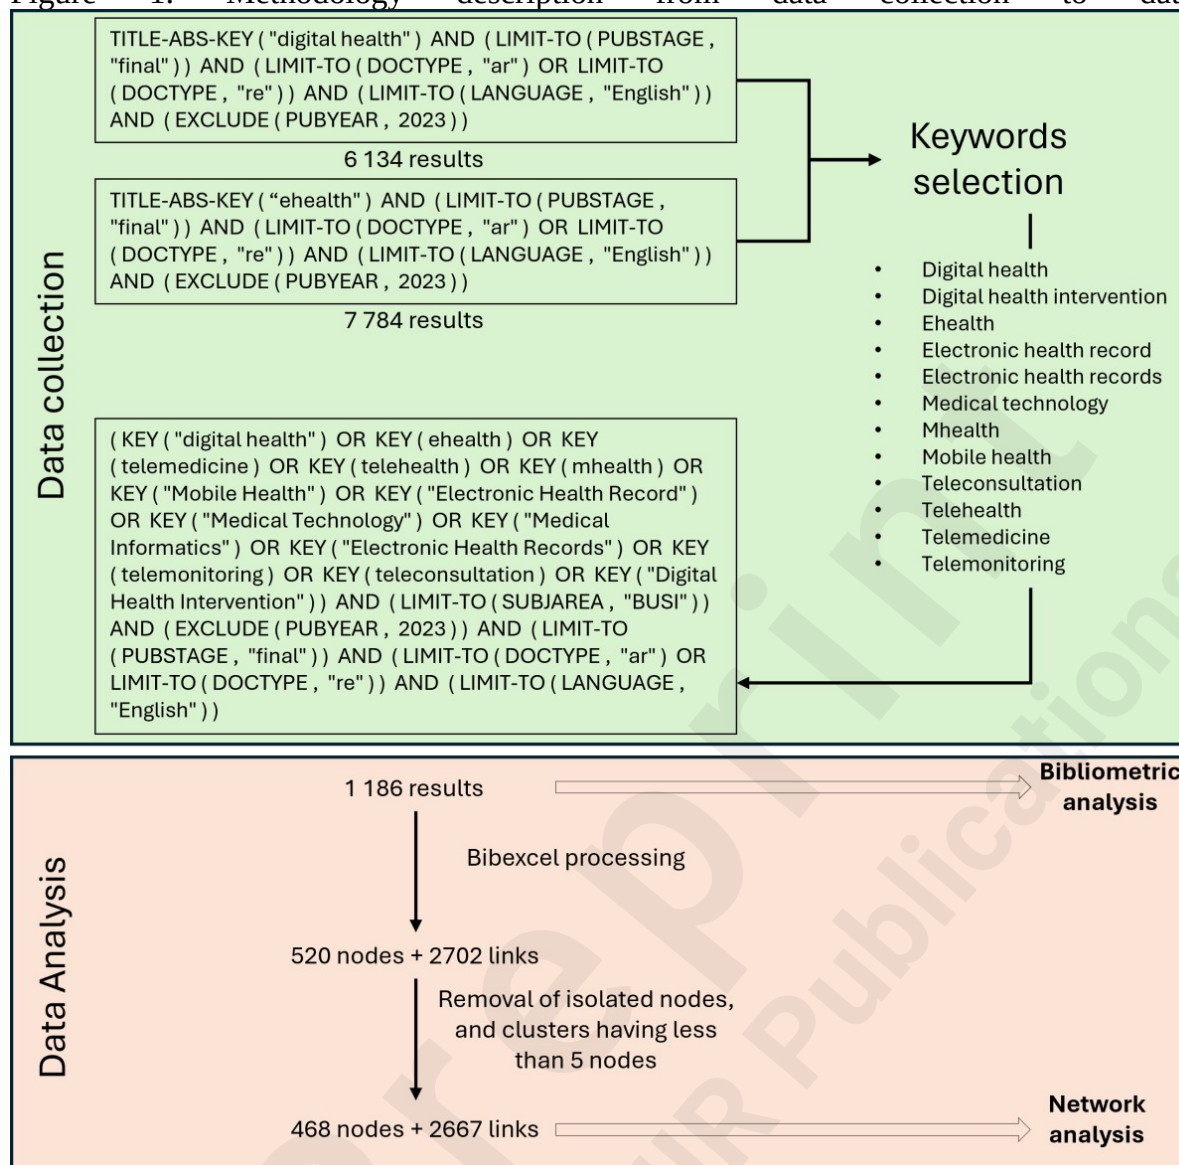 Figure 1. Methodology description from data collection to data
TITLE-ABS-KEY ( "digital health" ) AND ( LIMIT-TO ( PUBSTAGE ,
"final" ) ) AND ( LIMIT-TO ( DOCTYPE , "ar" ) OR LIMIT-TO
( DOCTYPE , "re" ) ) AND ( LIMIT-TO ( LANGUAGE , "English" ) )
AND ( EXCLUDE ( PUBYEAR , 2023 ) )
6 134 results
TITLE-ABS-KEY ( “ehealth" ) AND ( LIMIT-TO ( PUBSTAGE ,
"final" ) ) AND ( LIMIT-TO ( DOCTYPE , "ar" ) OR LIMIT-TO
( DOCTYPE , "re" ) ) AND ( LIMIT-TO ( LANGUAGE , "English" ) )
AND ( EXCLUDE ( PUBYEAR , 2023 ) )
7 784 results
Keywords
selection
• Digital health
• Digital health intervention
• Ehealth
• Electronic health record
• Electronic health records
• Medical technology
• Mhealth
• Mobile health
• Teleconsultation
• Telehealth
• Telemedicine
• Telemonitoring
Data collection
( KEY ( "digital health" ) OR KEY ( ehealth ) OR KEY
( telemedicine ) OR KEY ( telehealth ) OR KEY ( mhealth ) OR
KEY ( "Mobile Health" ) OR KEY ( "Electronic Health Record" )
OR KEY ( "Medical Technology" ) OR KEY ( "Medical
Informatics" ) OR KEY ( "Electronic Health Records" ) OR KEY
( telemonitoring ) OR KEY ( teleconsultation ) OR KEY ( "Digital
Health Intervention" ) ) AND ( LIMIT-TO ( SUBJAREA , "BUSI" ) )
AND ( EXCLUDE ( PUBYEAR , 2023 ) ) AND ( LIMIT-TO
( PUBSTAGE , "final" ) ) AND ( LIMIT-TO ( DOCTYPE , "ar" ) OR
LIMIT-TO ( DOCTYPE , "re" ) ) AND ( LIMIT-TO ( LANGUAGE ,
"English" ) )
Data Analysis
1 186 results
Bibliometric
analysis
Bibexcel processing
520 nodes + 2702 links
Removal of isolated nodes,
and clusters having less
than 5 nodes
468 nodes + 2667 links
Network
analysis
Preprint
Publications